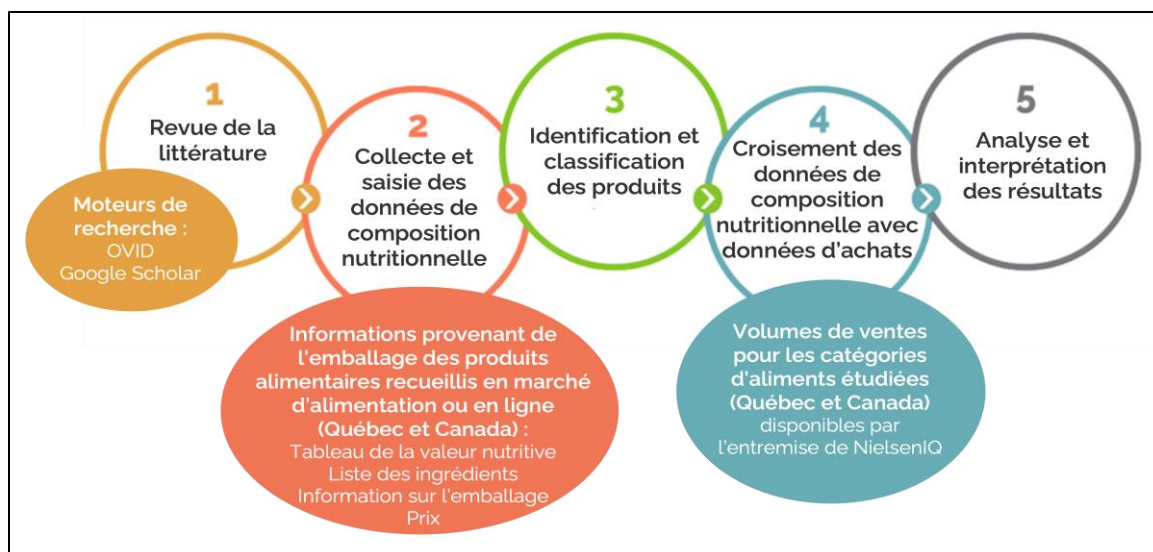 1
Revue de la
littérature
Moteurs de
recherche :
OVID
Google Scholar
2
Collecte et
saisie des
données de
composition
nutritionnelle
Informations provenant de
l'emballage des produits
alimentaires recueillis en marché
d'alimentation ou en ligne
(Québec et Canada) :
Tableau de la valeur nutritive
Liste des ingrédients
Information sur l'emballage
Prix
3
Identification et
classification
des produits
4
Croisement des
données de
composition
nutritionnelle avec
données d'achats
Volumes de ventes
pour les catégories
d'aliments étudiées
(Québec et Canada)
disponibles par
l'entremise de NielsenIQ
5
Analyse et
interprétation
des résultats